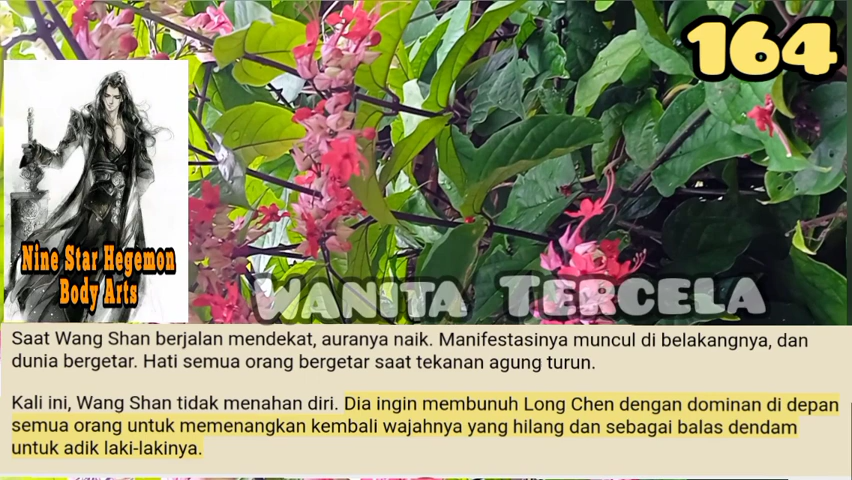 164
Nine Star Hegemon
Body Arts
Wanita Tercela
Saat Wang Shan berjalan mendekat, auranya naik. Manifestasinya muncul di belakangnya, dan
dunia bergetar. Hati semua orang bergetar saat tekanan agung turun.
Kali ini, Wang Shan tidak menahan diri. Dia ingin membunuh Long Chen dengan dominan di depan
semua orang untuk memenangkan kembali wajahnya yang hilang dan sebagai balas dendam
untuk adik laki-lakinya.